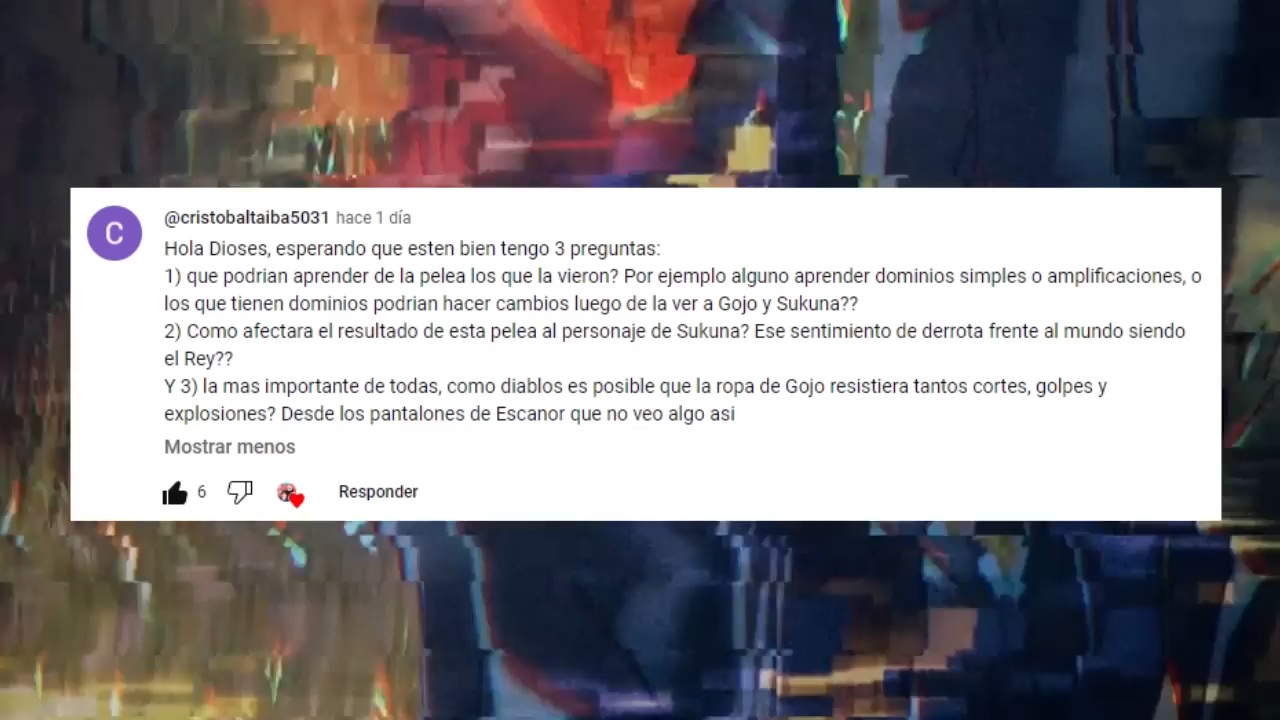 C
@cristobaltaiba5031 hace 1 día
Hola Dioses, esperando que esten bien tengo 3 preguntas:
1) que podrian aprender de la pelea los que la vieron? Por ejemplo alguno aprender dominios simples o amplificaciones, o
los que tienen dominios podrian hacer cambios luego de la ver a Gojo y Sukuna??
2) Como afectara el resultado de esta pelea al personaje de Sukuna? Ese sentimiento de derrota frente al mundo siendo
el Rey??
Y 3) la mas importante de todas, como diablos es posible que la ropa de Gojo resistiera tantos cortes, golpes y
explosiones? Desde los pantalones de Escanor que no veo algo asi
Mostrar menos
6 Responder